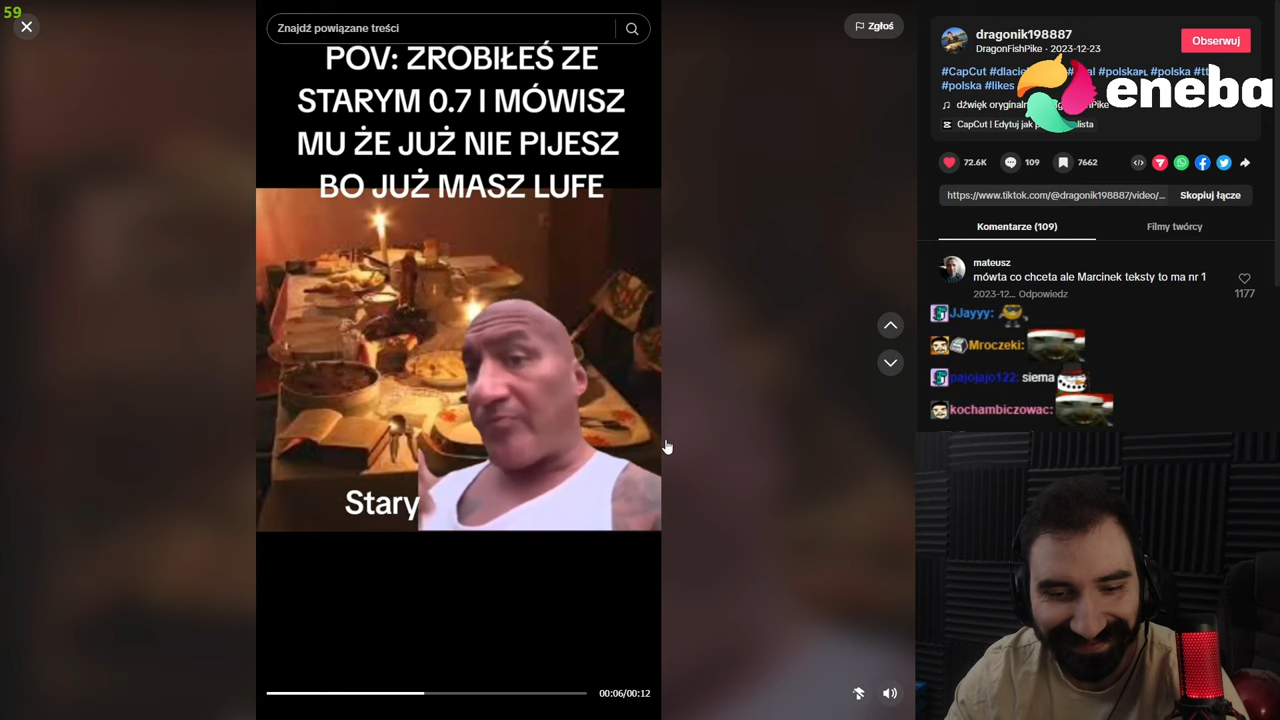 59
Znajdź powiązane treści
POV: ZROBIŁEŚ ZE
STARYM 0.7 I MÓWISZ
MU ŻE JUŻ NIE PIJESZ
BO JUŻ MASZ LUFE
Stary
00:06/00:12
Zgłoś
dragonik198887
DragonFishPike · 2023-12-23
Obserwuj
#CapCut #polskaPL #polska
#polska #likes
eneba
CapCut | Edytuj jak
72.6K
109
7662
https://www.tiktok.com/@dragonik198887/video/...
Skopiuj łącze
Komentarze (109)
Filmy twórcy
mateusz
mówta co chceta ale Marcinek teksty to ma nr 1
2023-12... Odpowiedz
1177
JJayyy:
Mroczeki:
pajojajo122: siema
kochambiczowac: